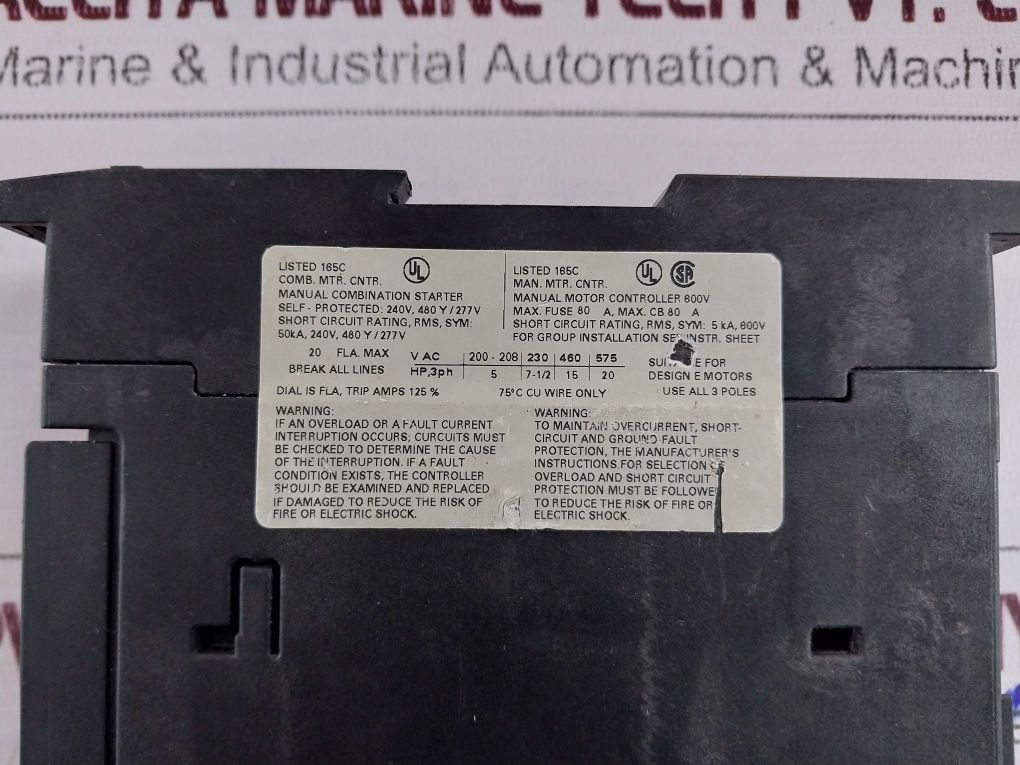 MARINE TECH PVT.
Marine & Industrial Automation &
LISTED 165C
COMB. MTR. CNTR.
UL
MANUAL COMBINATION STARTER
SELF - PROTECTED: 240V, 480 Y / 277V
SHORT CIRCUIT RATING, RMS, SYM:
50kA, 240V, 480 Y / 277V
LISTED 165C
MAN. MTR. CNTR.
UL SA
MANUAL MOTOR CONTROLLER 600V
MAX. FUSE 80 A, MAX. CB 80 A
SHORT CIRCUIT RATING, RMS, SYM: 5 kA, 600V
FOR GROUP INSTALLATION SEE INSTR. SHEET
20 FLA. MAX
BREAK ALL LINES
V AC 200 - 208 230 460 575
HP,3ph 5 7-1/2 15 20
FOR
DESIGN E MOTORS
DIAL IS FLA, TRIP AMPS 125 % 75°C CU WIRE ONLY USE ALL 3 POLES
WARNING:
IF AN OVERLOAD OR A FAULT CURRENT
INTERRUPTION OCCURS, CURCUITS MUST
BE CHECKED TO DETERMINE THE CAUSE
OF THE INTERRUPTION. IF A FAULT
CONDITION EXISTS, THE CONTROLLER
SHOULD BE EXAMINED AND REPLACED
IF DAMAGED TO REDUCE THE RISK OF
FIRE OR ELECTRIC SHOCK.
WARNING:
TO MAINTAIN OVERCURRENT, SHORT-
CIRCUIT AND GROUND-FAULT
PROTECTION, THE MANUFACTURER'S
INSTRUCTIONS FOR SELECTION OF
OVERLOAD AND SHORT CIRCUIT
PROTECTION MUST BE FOLLOWE
TO REDUCE THE RISK OF FIRE OR
ELECTRIC SHOCK.